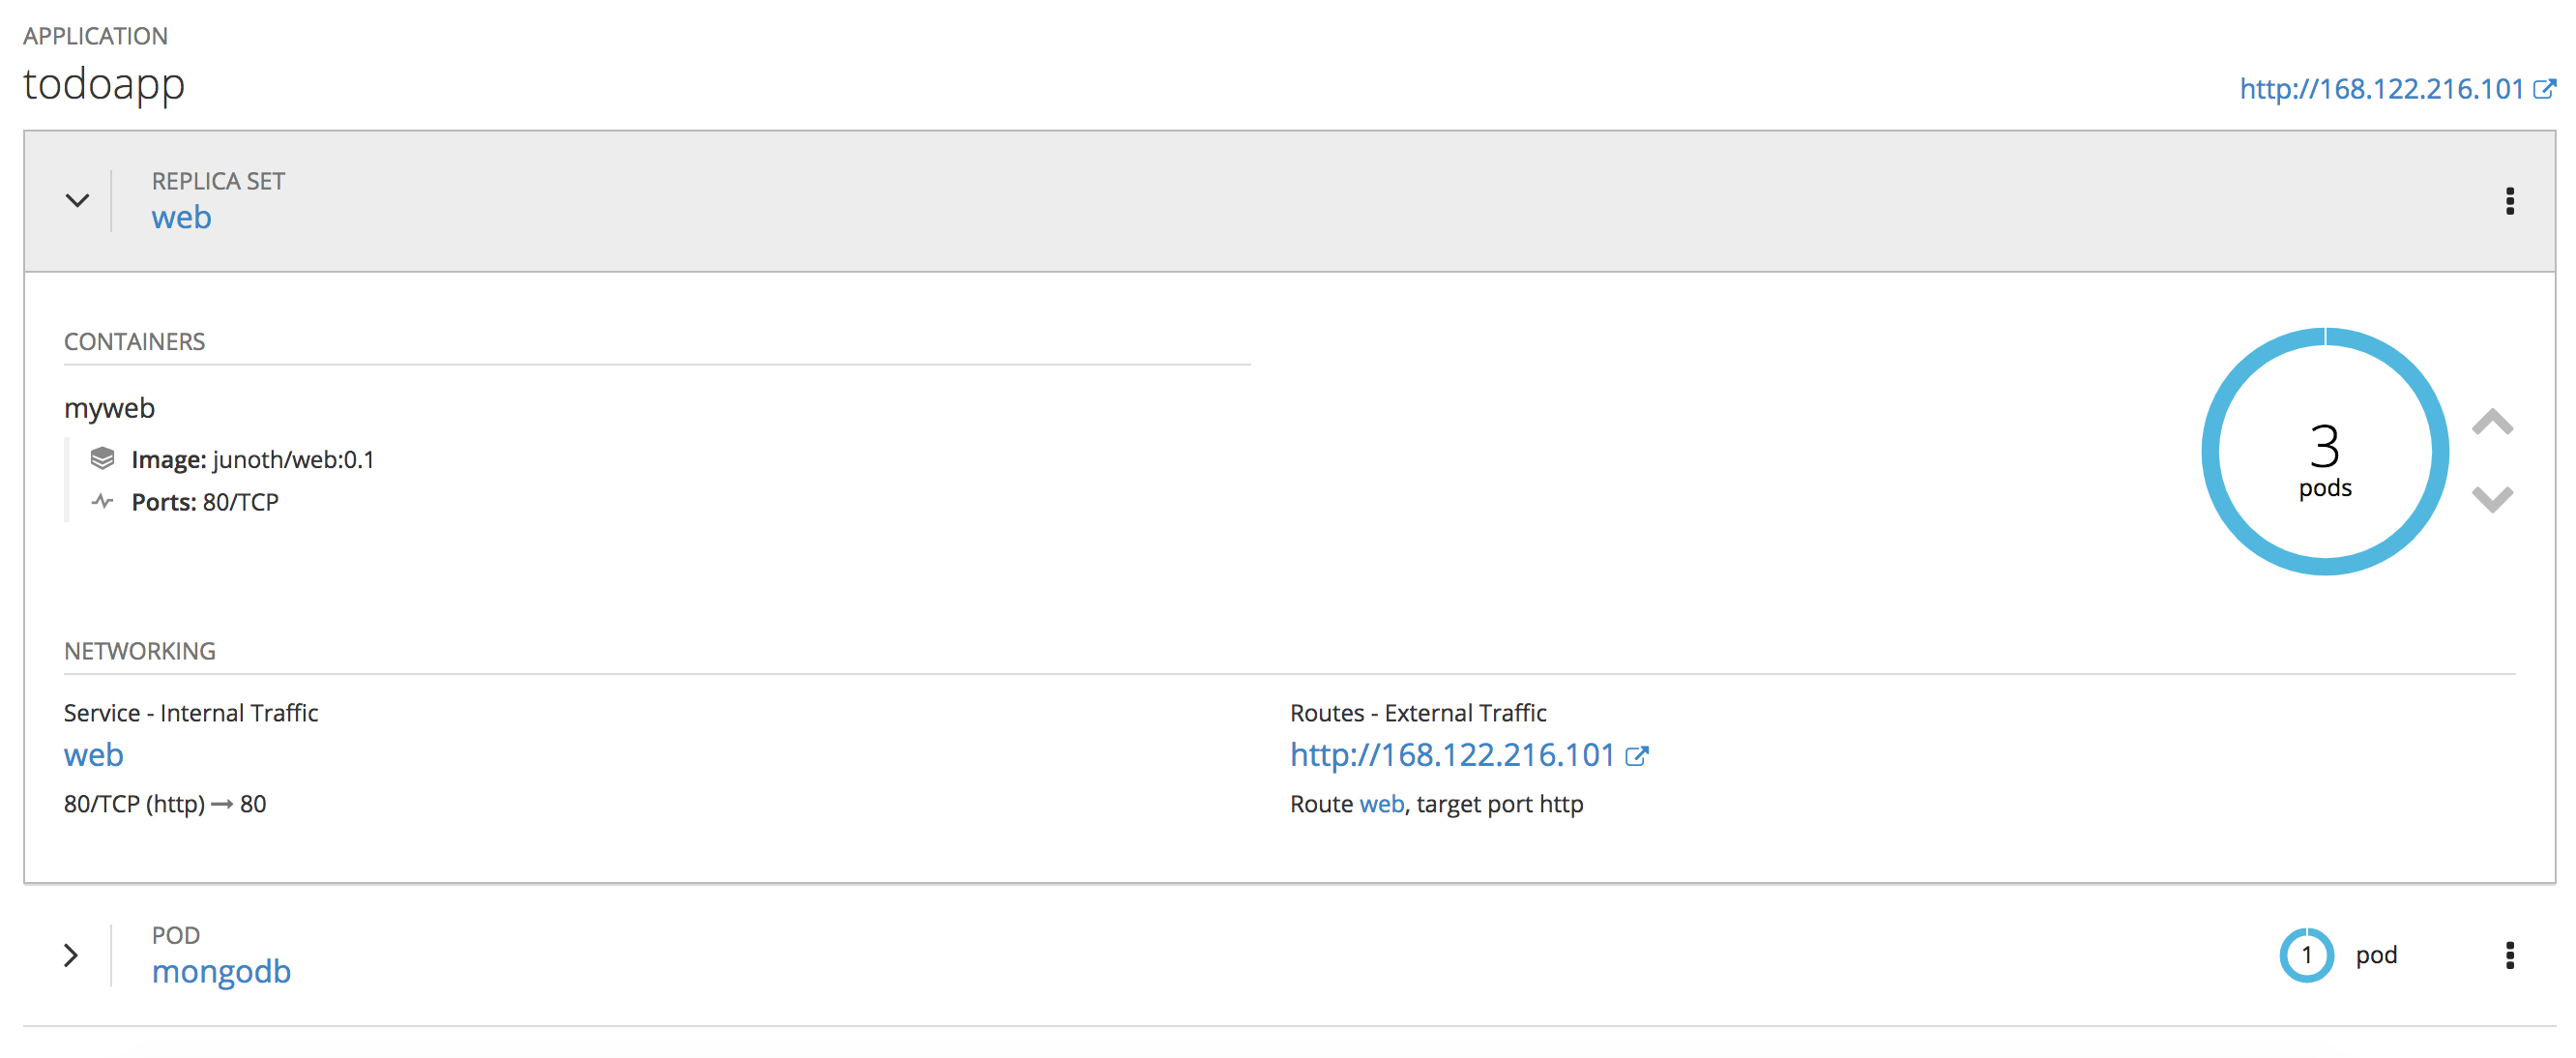 APPLICATION
todoapp
http://168.122.216.101
REPLICA SET
web
CONTAINERS
myweb
Image: junoth/web:0.1
Ports: 80/TCP
3
pods
NETWORKING
Service - Internal Traffic
web
80/TCP (http) → 80
Routes - External Traffic
http://168.122.216.101
Route web, target port http
POD
mongodb
1 pod